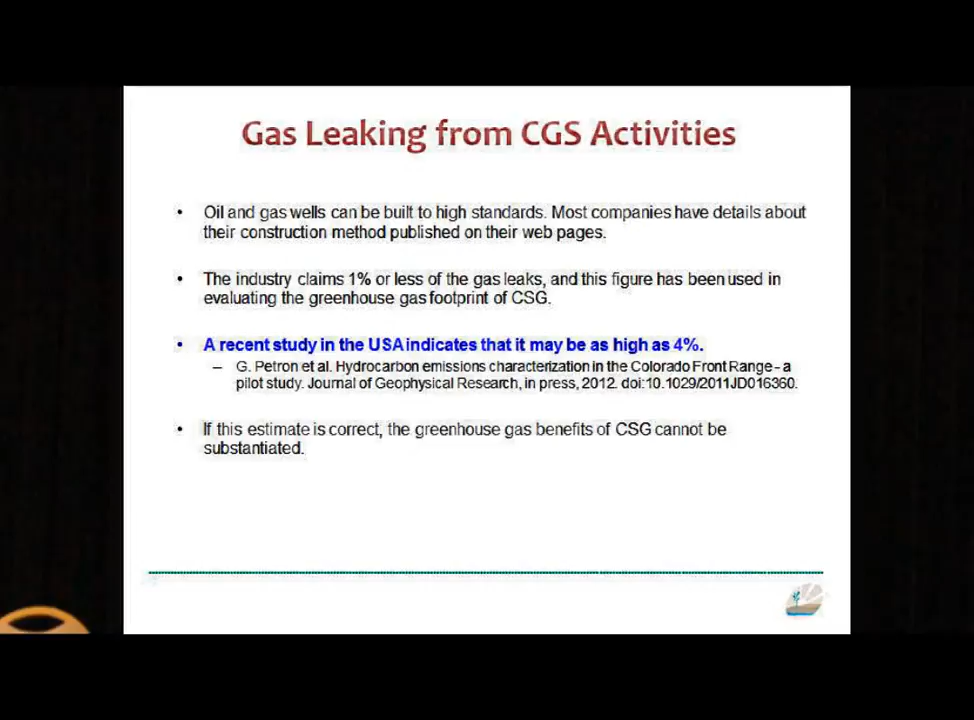 Gas Leaking from CGS Activities
• Oil and gas wells can be built to high standards. Most companies have details about
their construction method published on their web pages.
• The industry claims 1% or less of the gas leaks, and this figure has been used in
evaluating the greenhouse gas footprint of CSG.
• A recent study in the USA indicates that it may be as high as 4%.
– G. Petron et al. Hydrocarbon emissions characterization in the Colorado Front Range - a
pilot study. Journal of Geophysical Research, in press, 2012. doi:10.1029/2011JD016360.
• If this estimate is correct, the greenhouse gas benefits of CSG cannot be
substantiated.